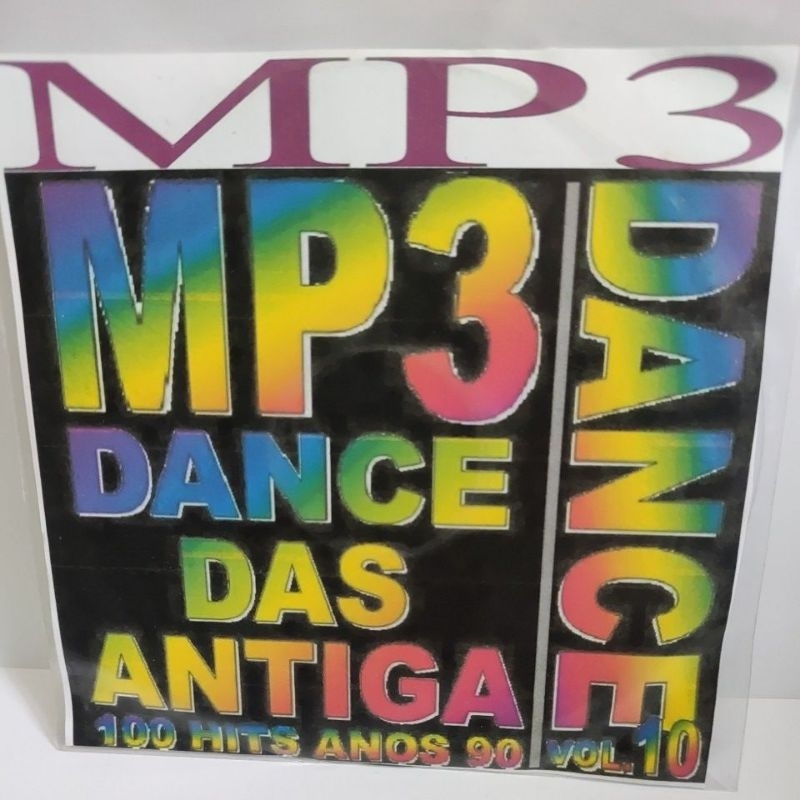 MP3
MP3
DANCE
DAS
ANTIGA
100 HITS ANOS 90
DANCE
VOL. 10